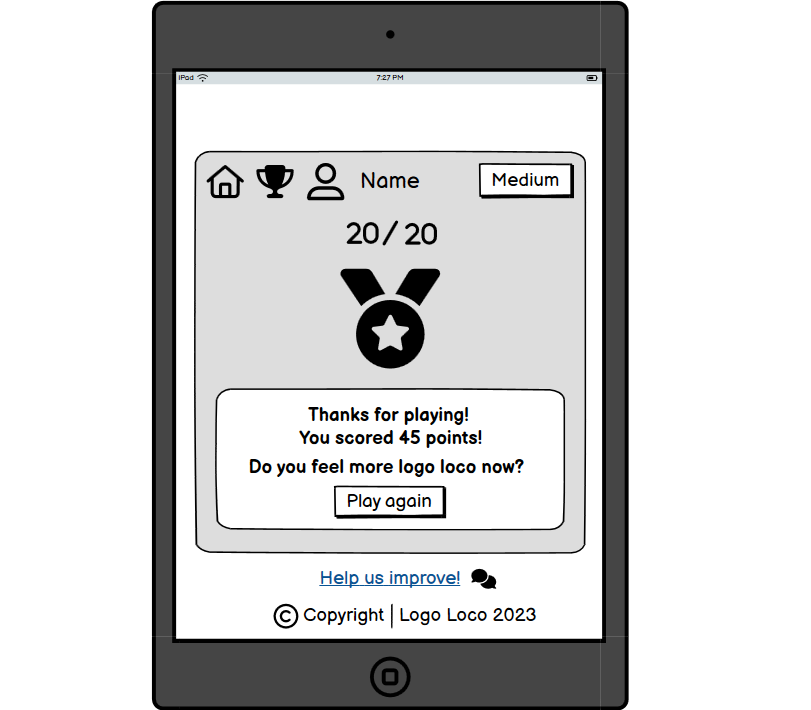 iPad 7:27 PM
Name Medium
20/20
Thanks for playing!
You scored 45 points!
Do you feel more logo loco now?
Play again
Help us improve!
© Copyright | Logo Loco 2023